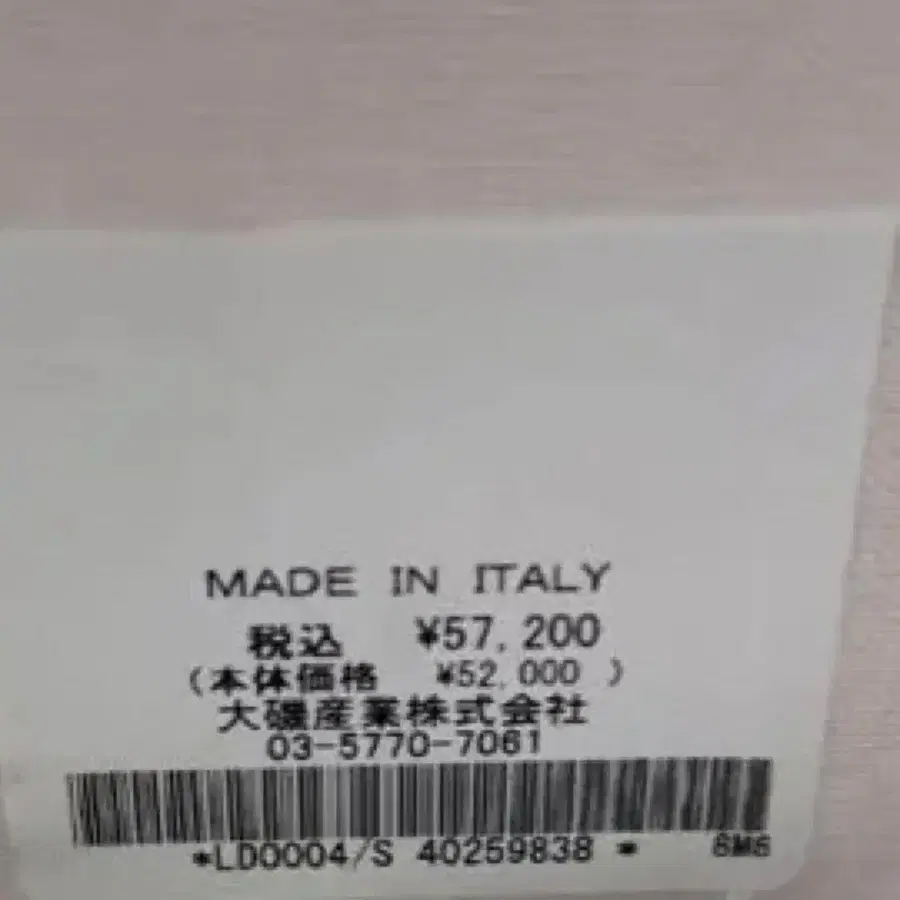 MADE IN ITALY
税込 ¥57,200
(本体価格 ¥52,000 )
大磯産業株式会社
03-5770-7061
*LD0004/S 40259838 *